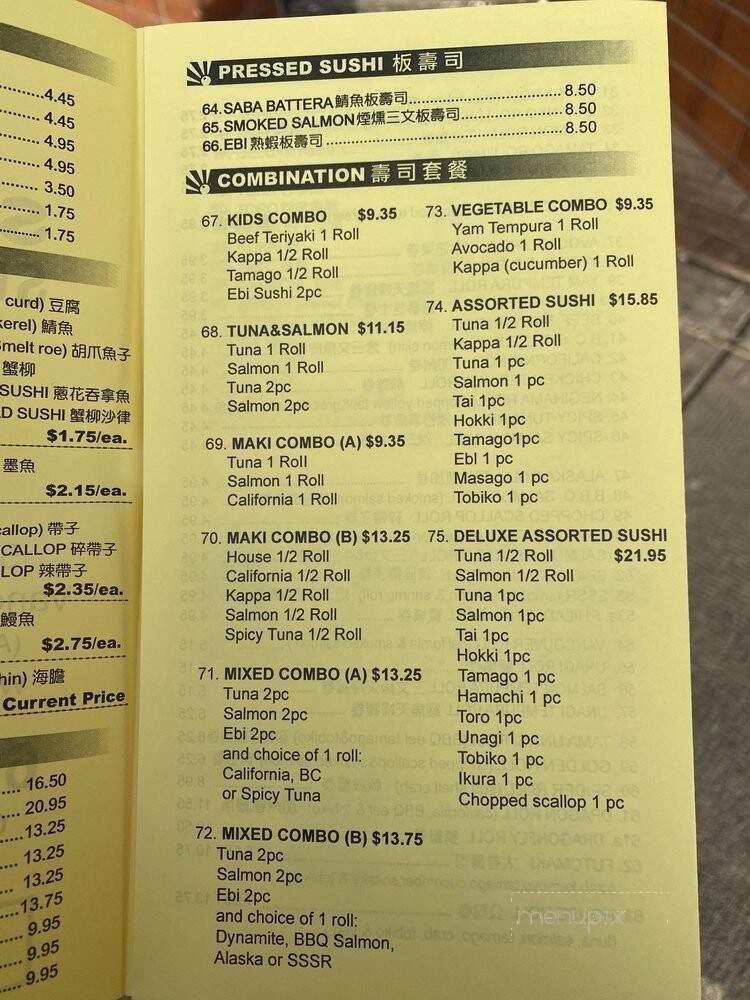 4.45
4.45
4.95
4.95
3.50
1.75
1.75
curd) 豆腐
kerel) 鯖魚
melt roe) 胡爪魚子
蟹柳
SUSHI 蔥花吞拿魚
D SUSHI 蟹柳沙律
$1.75/ea.
墨魚
$2.15/ea.
callop) 帶子
CALLOP 碎帶子
LOP 辣帶子
$2.35/ea.
鰻魚
$2.75/ea.
hin) 海膽
Current Price
16.50
20.95
13.25
13.25
13.25
13.75
9.95
9.95
9.95
PRESSED SUSHI 板壽司
64.SABA BATTERA鯖魚板壽司 8.50
65.SMOKED SALMON煙燻三文板壽司 8.50
66.EBI 熟蝦板壽司 8.50
COMBINATION 壽司套餐
67. KIDS COMBO $9.35
Beef Teriyaki 1 Roll
Kappa 1/2 Roll
Tamago 1/2 Roll
Ebi Sushi 2pc
68. TUNA&SALMON $11.15
Tuna 1 Roll
Salmon 1 Roll
Tuna 2pc
Salmon 2pc
69. MAKI COMBO (A) $9.35
Tuna 1 Roll
Salmon 1 Roll
California 1 Roll
70. MAKI COMBO (B) $13.25
House 1/2 Roll
California 1/2 Roll
Kappa 1/2 Roll
Salmon 1/2 Roll
Spicy Tuna 1/2 Roll
71. MIXED COMBO (A) $13.25
Tuna 2pc
Salmon 2pc
Ebi 2pc
and choice of 1 roll:
California, BC
or Spicy Tuna
72. MIXED COMBO (B) $13.75
Tuna 2pc
Salmon 2pc
Ebi 2pc
and choice of 1 roll:
Dynamite, BBQ Salmon,
Alaska or SSSR
73. VEGETABLE COMBO $9.35
Yam Tempura 1 Roll
Avocado 1 Roll
Kappa (cucumber) 1 Roll
74. ASSORTED SUSHI $15.85
Tuna 1/2 Roll
Kappa 1/2 Roll
Tuna 1 pc
Salmon 1 pc
Tai 1pc
Hokki 1pc
Tamago1pc
EbI 1 pc
Masago 1 pc
Tobiko 1 pc
75. DELUXE ASSORTED SUSHI
Tuna 1/2 Roll $21.95
Salmon 1/2 Roll
Tuna 1pc
Salmon 1pc
Tai 1pc
Hokki 1pc
Tamago 1 pc
Hamachi 1 pc
Toro 1pc
Unagi 1 pc
Tobiko 1 pc
Ikura 1 pc
Chopped scallop 1 pc
menupix